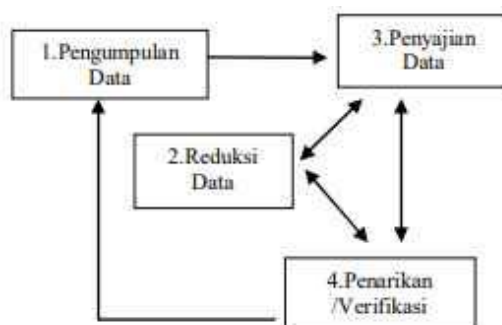 1.Pengumpulan
Data
3.Penyajian
Data
2.Reduksi
Data
4.Penarikan
/Verifikasi